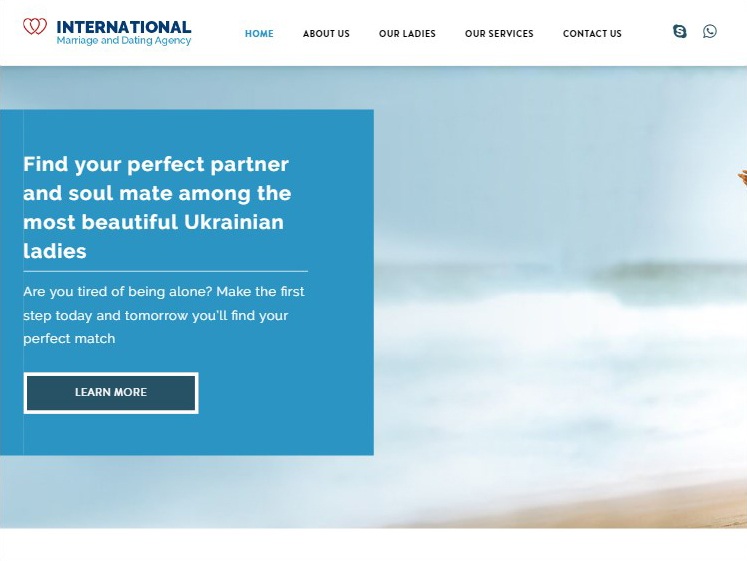 INTERNATIONAL
Marriage and Dating Agency
HOME ABOUT US OUR LADIES OUR SERVICES CONTACT US
Find your perfect partner
and soul mate among the
most beautiful Ukrainian
ladies
Are you tired of being alone? Make the first
step today and tomorrow you'll find your
perfect match
LEARN MORE